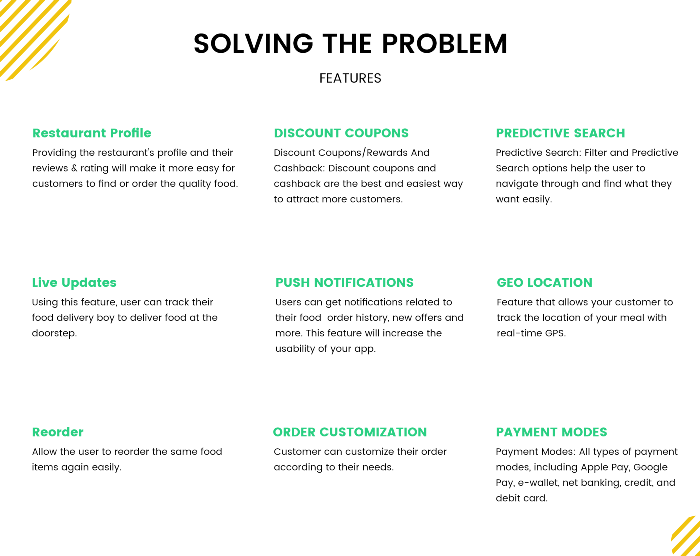 SOLVING THE PROBLEM
FEATURES
Restaurant Profile
Providing the restaurant's profile and their
reviews & rating will make it more easy for
customers to find or order the quality food.
DISCOUNT COUPONS
Discount Coupons/Rewards And
Cashback: Discount coupons and
cashback are the best and easiest way
to attract more customers.
PREDICTIVE SEARCH
Predictive Search: Filter and Predictive
Search options help the user to
navigate through and find what they
want easily.
Live Updates
Using this feature, user can track their
food delivery boy to deliver food at the
doorstep.
PUSH NOTIFICATIONS
Users can get notifications related to
their food order history, new offers and
more. This feature will increase the
usability of your app.
GEO LOCATION
Feature that allows your customer to
track the location of your meal with
real-time GPS.
Reorder
Allow the user to reorder the same food
items again easily.
ORDER CUSTOMIZATION
Customer can customize their order
according to their needs.
PAYMENT MODES
Payment Modes: All types of payment
modes, including Apple Pay, Google
Pay, e-wallet, net banking, credit, and
debit card.